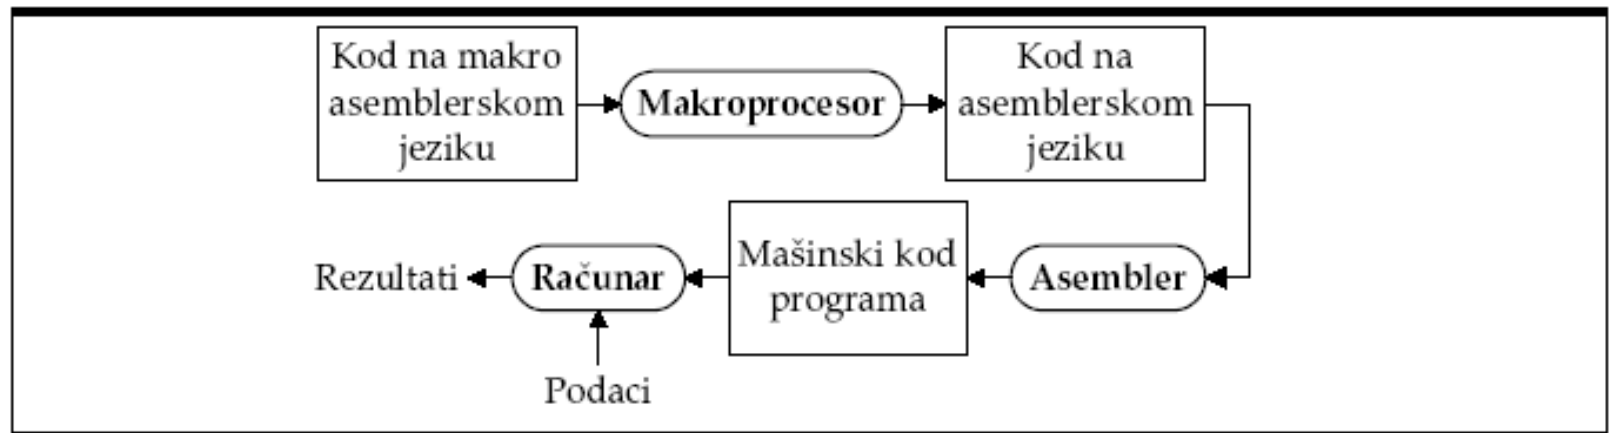 Kod na makro
asemblerskom
jeziku
Makroprocesor
Kod na
asemblerskom
jeziku
Rezultati
Računar
Mašinski kod
programa
Asembler
Podaci